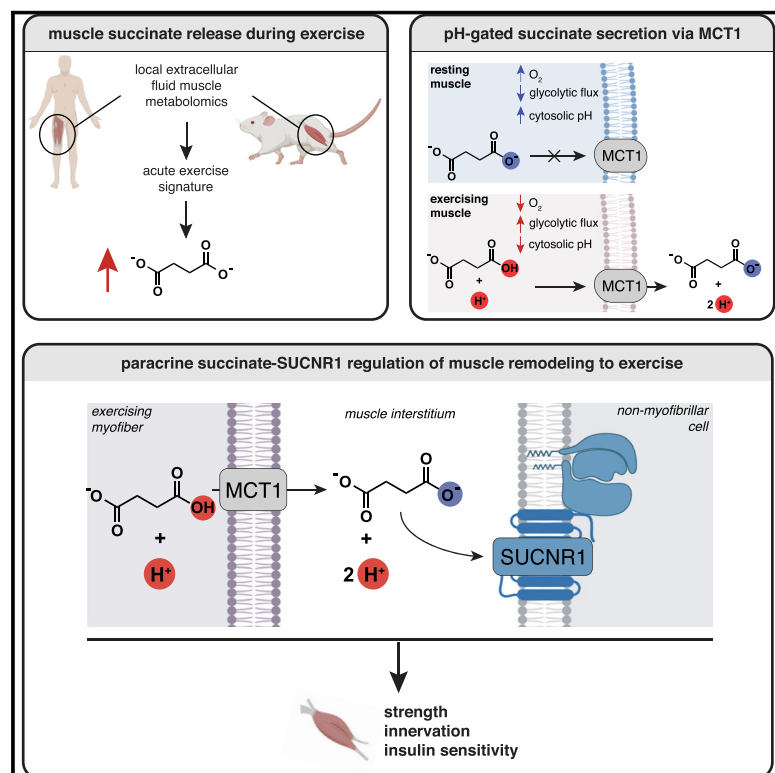 muscle succinate release during exercise
local extracellular
fluid muscle
metabolomics
acute exercise
signature
⁻O
O
O
O⁻
pH-gated succinate secretion via MCT1
resting
muscle
O₂
glycolytic flux
cytosolic pH
⁻O
O
O
O⁻
MCT1
exercising
muscle
O₂
glycolytic flux
cytosolic pH
⁻O
O
O
OH
+
H⁺
MCT1
⁻O
O
O
O⁻
+
2 H⁺
paracrine succinate-SUCNR1 regulation of muscle remodeling to exercise
exercising
myofiber
⁻O
O
O
OH
+
H⁺
MCT1
muscle interstitium
⁻O
O
O
O⁻
+
2 H⁺
non-myofibrillar
cell
SUCNR1
strength
innervation
insulin sensitivity